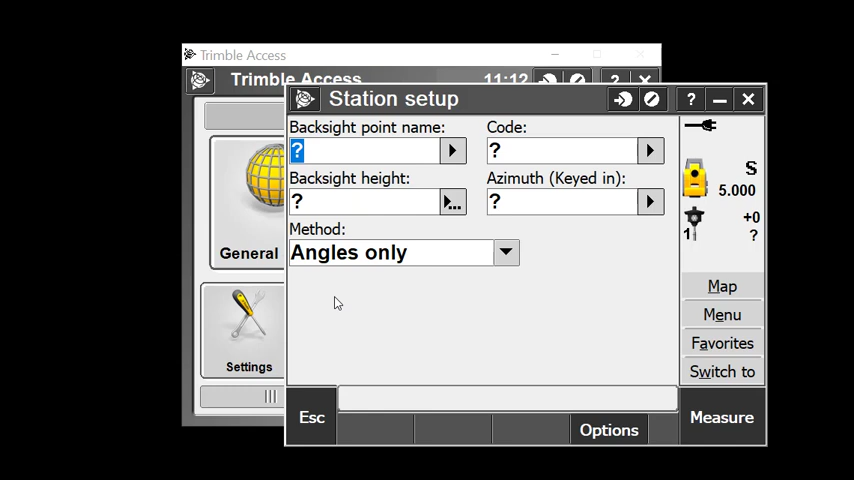 Trimble Access
Trimble Access 11:12 ? X
Station setup ?
Backsight point name: Code:
? ?
Backsight height: Azimuth (Keyed in):
? ... ?
Method:
Angles only
S
5.000
+0
1 ?
General
Settings
Map
Menu
Favorites
Switch to
Esc
Options
Measure